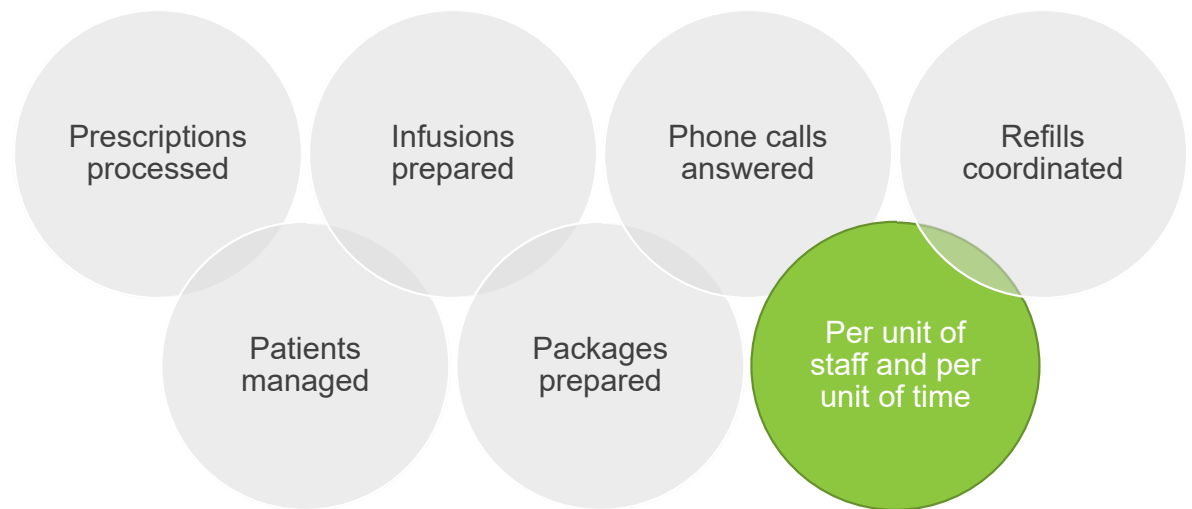 Prescriptions
processed
Infusions
prepared
Phone calls
answered
Refills
coordinated
Patients
managed
Packages
prepared
Per unit of
staff and per
unit of time